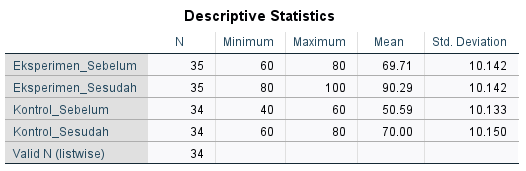 Descriptive Statistics
N Minimum Maximum Mean Std. Deviation
Eksperimen_Sebelum 35 60 80 69.71 10.142
Eksperimen_Sesudah 35 80 100 90.29 10.142
Kontrol_Sebelum 34 40 60 50.59 10.133
Kontrol_Sesudah 34 60 80 70.00 10.150
Valid N (listwise) 34